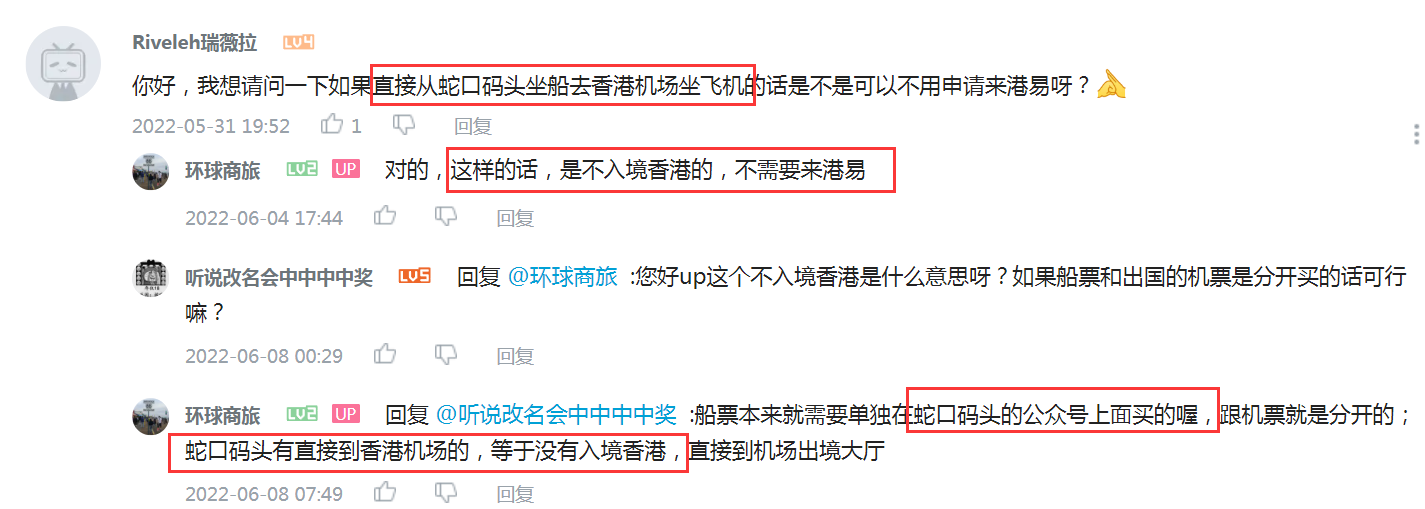 Riveleh瑞薇拉 LV4
你好，我想请问一下如果直接从蛇口码头坐船去香港机场坐飞机的话是不是可以不用申请来港易呀？
2022-05-31 19:52 1 回复
环球商旅 LV2 UP 对的，这样的话，是不入境香港的，不需要来港易
2022-06-04 17:44 回复
听说改名会中中中中奖 LV5 回复 @环球商旅 :您好up这个不入境香港是什么意思呀？如果船票和出国的机票是分开买的话可行
嘛？
2022-06-08 00:29 回复
环球商旅 LV2 UP 回复 @听说改名会中中中中奖 :船票本来就需要单独在蛇口码头的公众号上面买的喔，跟机票就是分开的；
蛇口码头有直接到香港机场的，等于没有入境香港，直接到机场出境大厅
2022-06-08 07:49 回复